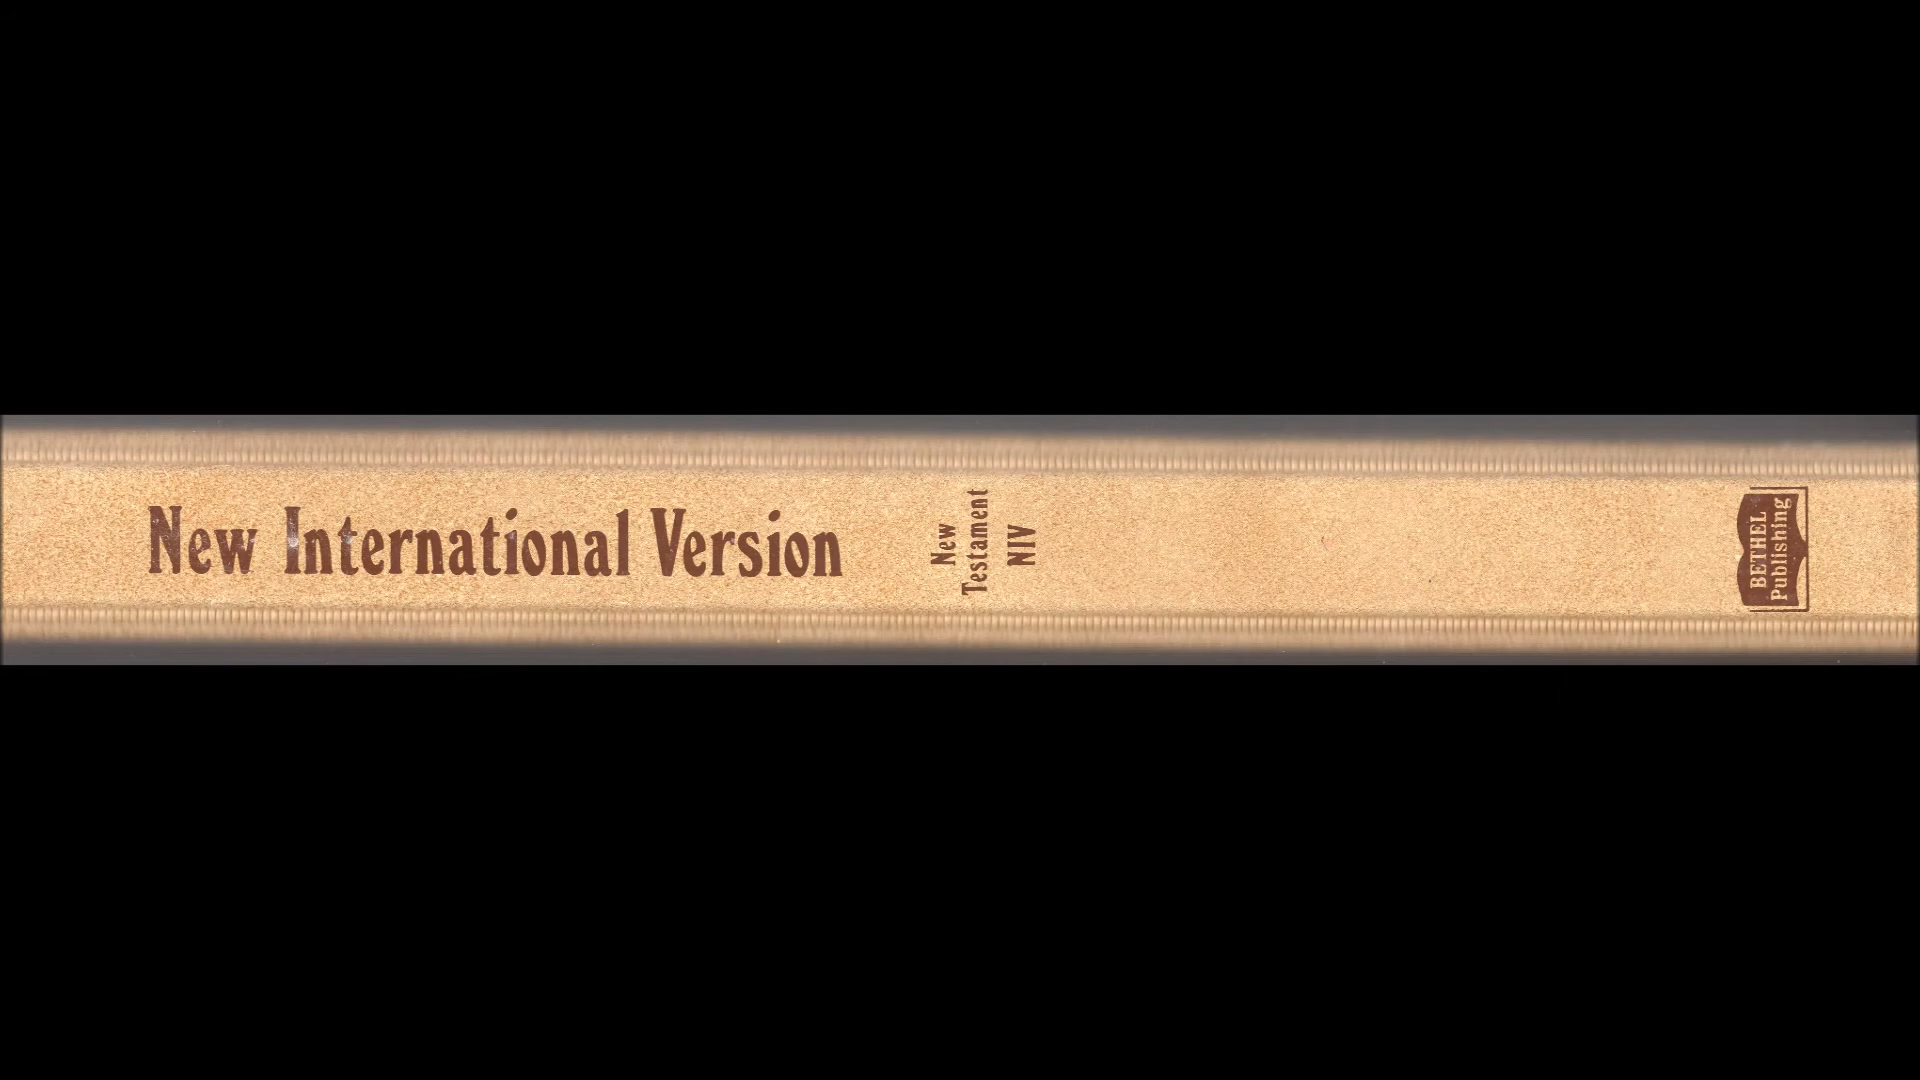 New International Version
New
Testament
NIV
BETHEL
Publishing